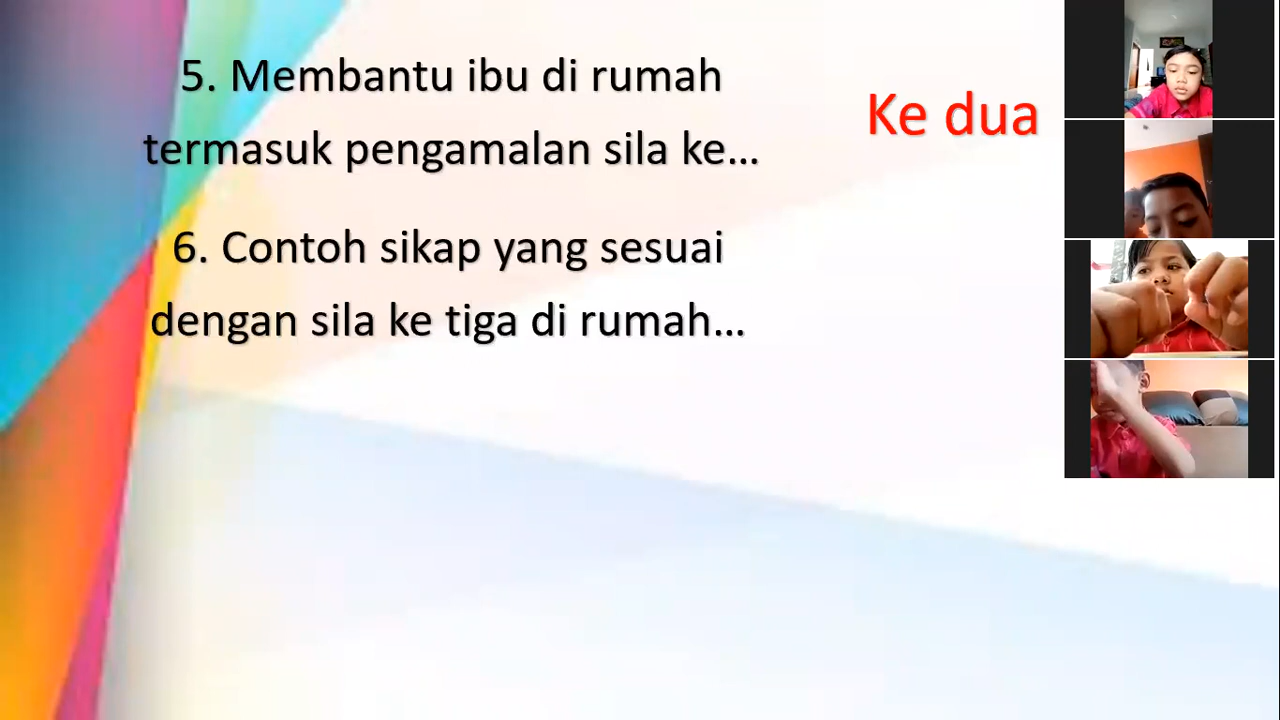 5. Membantu ibu di rumah
termasuk pengamalan sila ke...
Ke dua
6. Contoh sikap yang sesuai
dengan sila ke tiga di rumah...